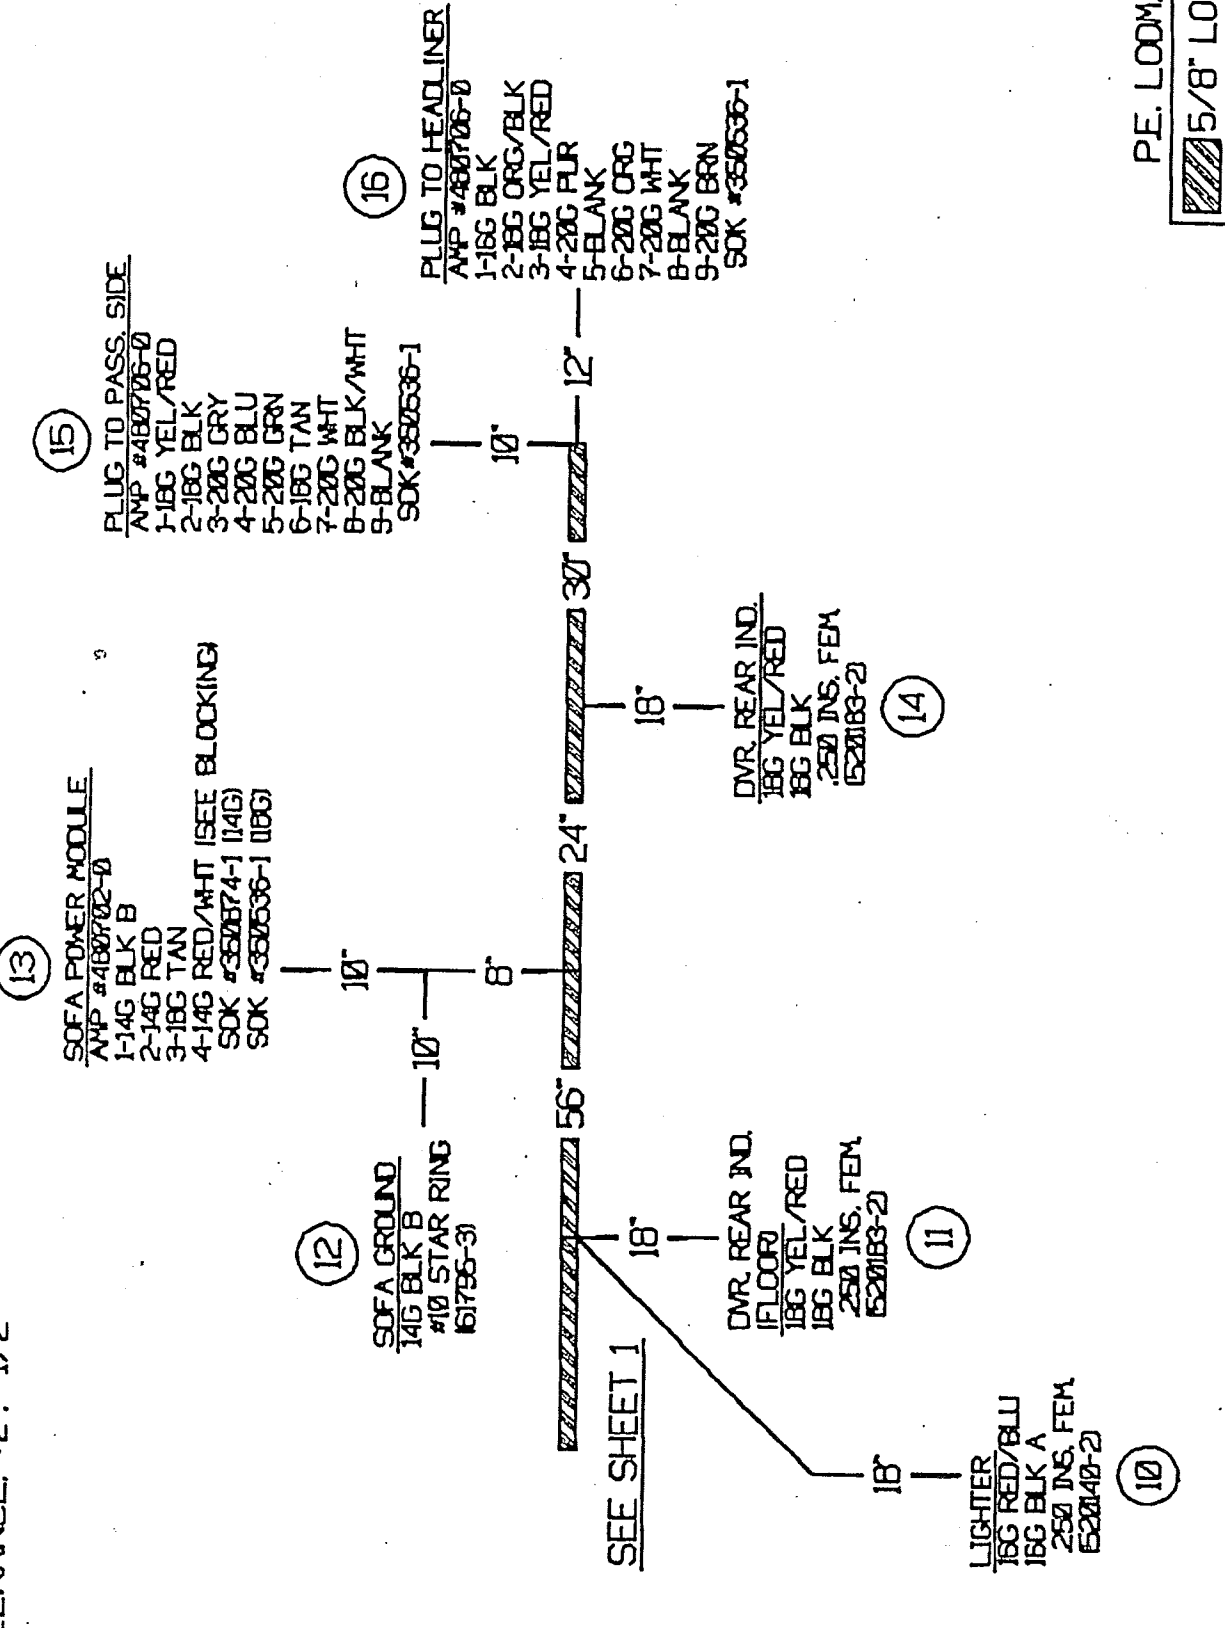 13
SOFA POWER MODULE
AMP #480702-0
1-14G BLK B
2-14G RED
3-18G TAN
4-14G RED/WHT (SEE BLOCKING)
SOK #350874-1 (14G)
SOK #350536-1 (18G)
15
PLUG TO PASS. SIDE
AMP #480706-0
1-18G YEL/RED
2-18G BLK
3-20G GRY
4-20G BLU
5-20G GRN
6-18G TAN
7-20G WHT
8-20G BLK/WHT
9-BLANK
SOK #350536-1
16
PLUG TO HEADLINER
AMP #480706-0
1-16G BLK
2-18G ORG/BLK
3-18G YEL/RED
4-20G PUR
5-BLANK
6-20G ORG
7-20G WHT
8-BLANK
9-20G BRN
SOK #350536-1
12
SOFA GROUND
14G BLK B
#10 STAR RING
(61795-3)
10"
10"
8"
10"
56"
24"
30"
12"
SEE SHEET 1
18"
DVR. REAR IND.
(FLOOR)
18G YEL/RED
18G BLK
.250 INS. FEM.
(520183-2)
11
18"
DVR. REAR IND.
18G YEL/RED
18G BLK
.250 INS. FEM.
(520183-2)
14
18"
LIGHTER
16G RED/BLU
16G BLK A
.250 INS. FEM.
(520140-2)
10
P.E. LOOM
5/8" LO